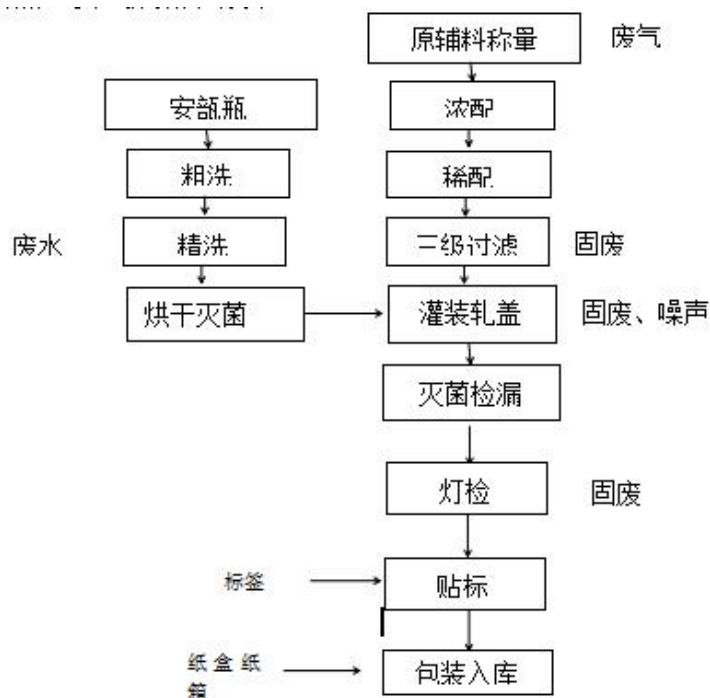 原辅料称量 废气
安瓿瓶 浓配
粗洗 稀配
废水 精洗 三级过滤 固废
烘干灭菌 灌装轧盖 固废、噪声
灭菌检漏
灯检 固废
标签 贴标
纸盒纸 包装入库
箱